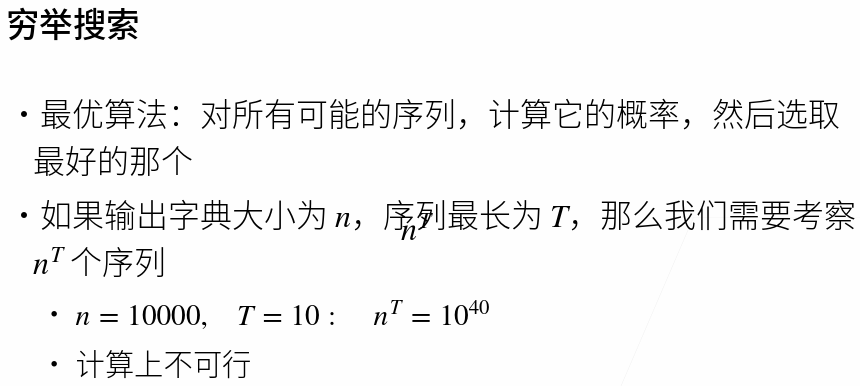 穷举搜索
• 最优算法：对所有可能的序列，计算它的概率，然后选取
最好的那个
• 如果输出字典大小为 n，序列最长为 T，那么我们需要考察
n^T
n^T 个序列
• n = 10000, T = 10 : n^T = 10^40
• 计算上不可行